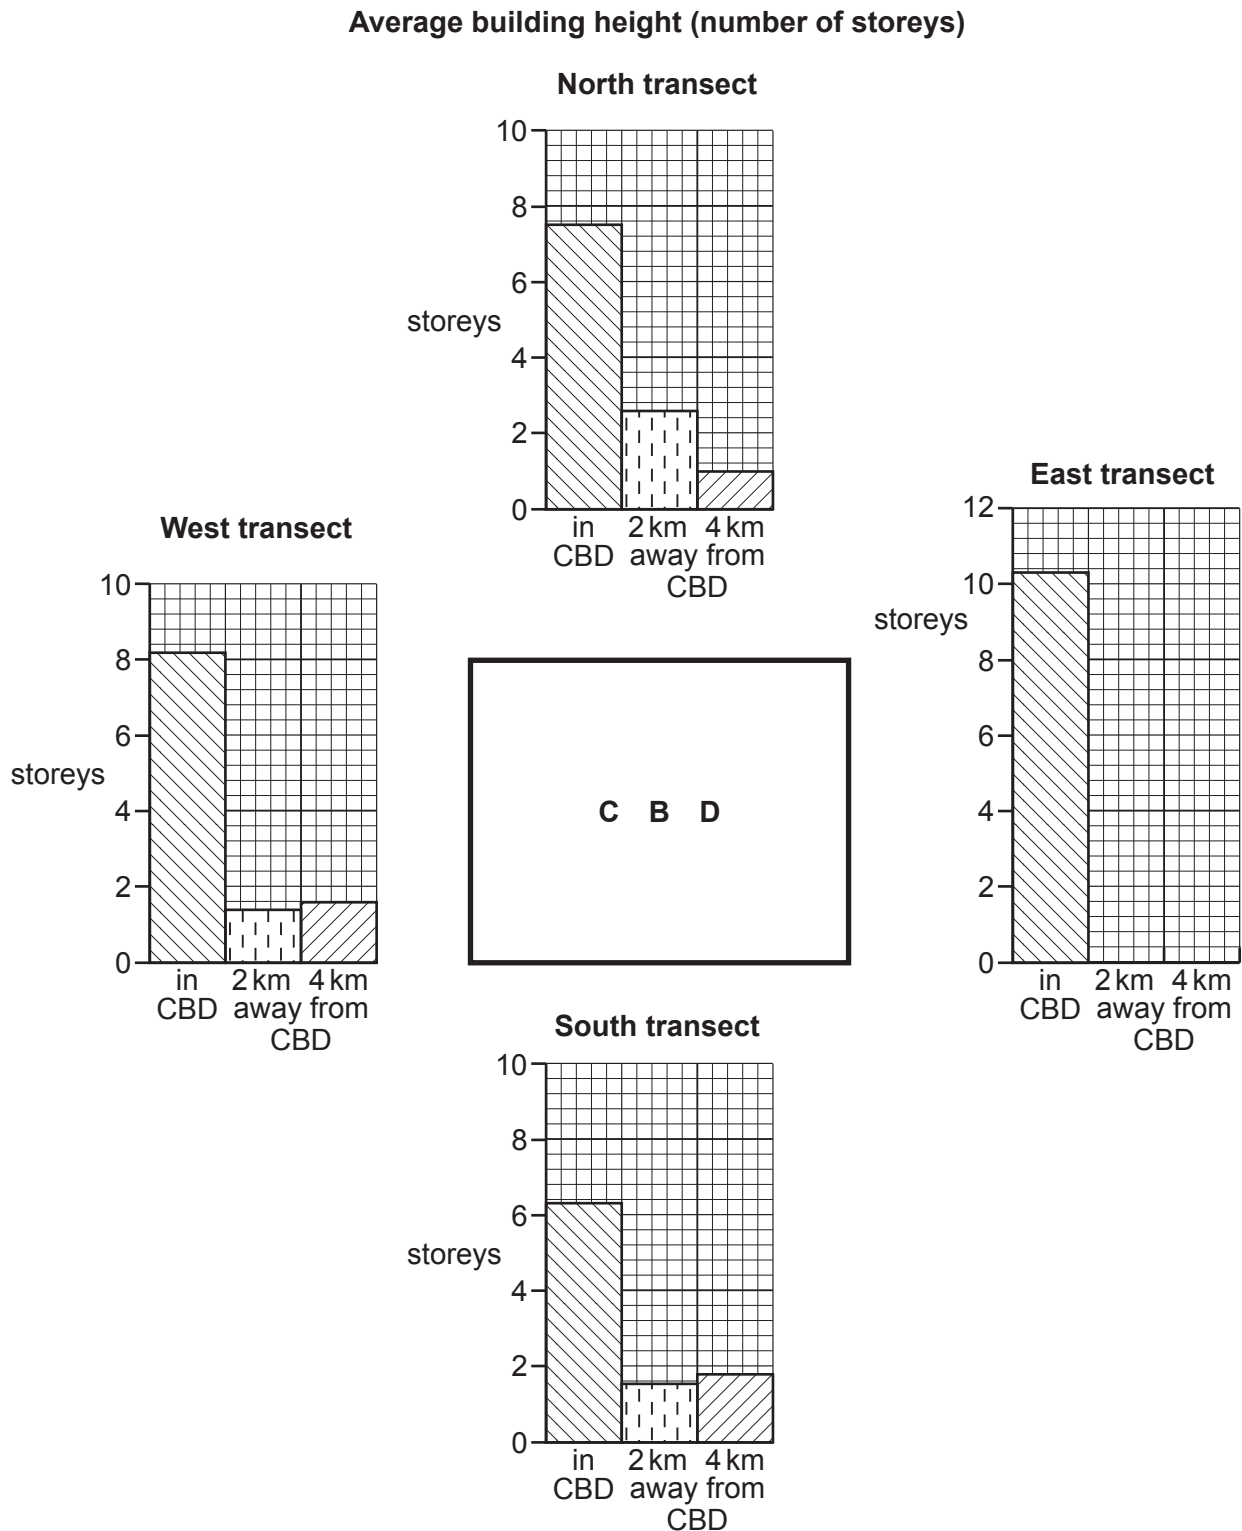 Average building height (number of storeys)
North transect
10
8
6
storeys
4
2
0
in 2 km 4 km
CBD away from
CBD
West transect
10
8
6
storeys
4
2
0
in 2 km 4 km
CBD away from
CBD
C B D
East transect
12
10
storeys
8
6
4
2
0
in 2 km 4 km
CBD away from
CBD
South transect
10
8
6
storeys
4
2
0
in 2 km 4 km
CBD away from
CBD